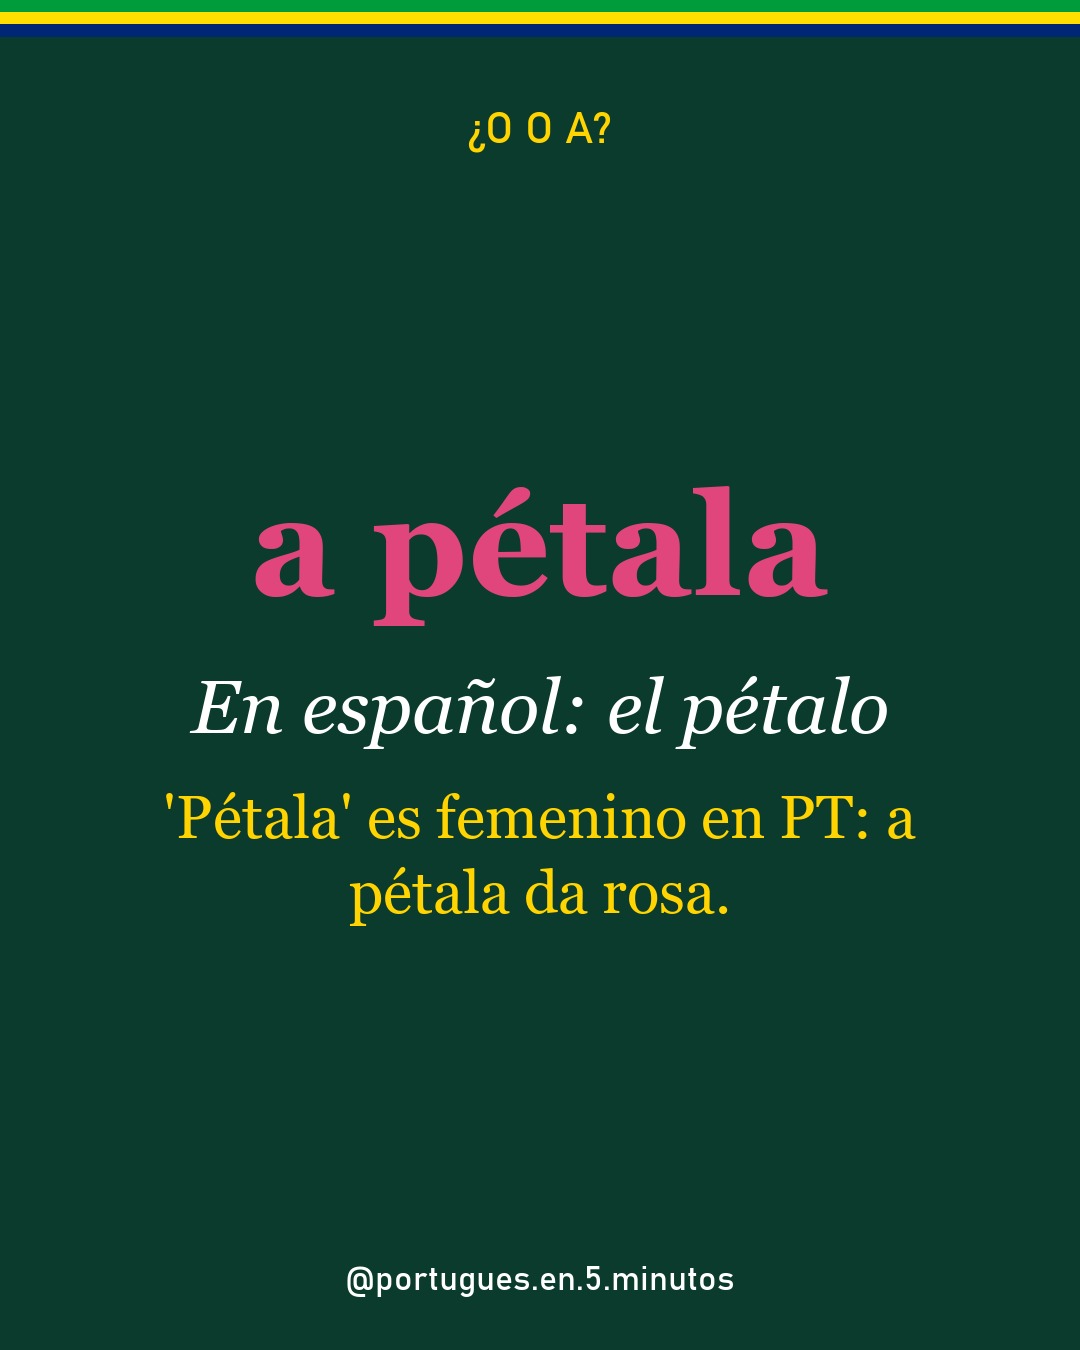 ¿O O A?
a pétala
En español: el pétalo
'Pétala' es femenino en PT: a
pétala da rosa.
@portugues.en.5.minutos